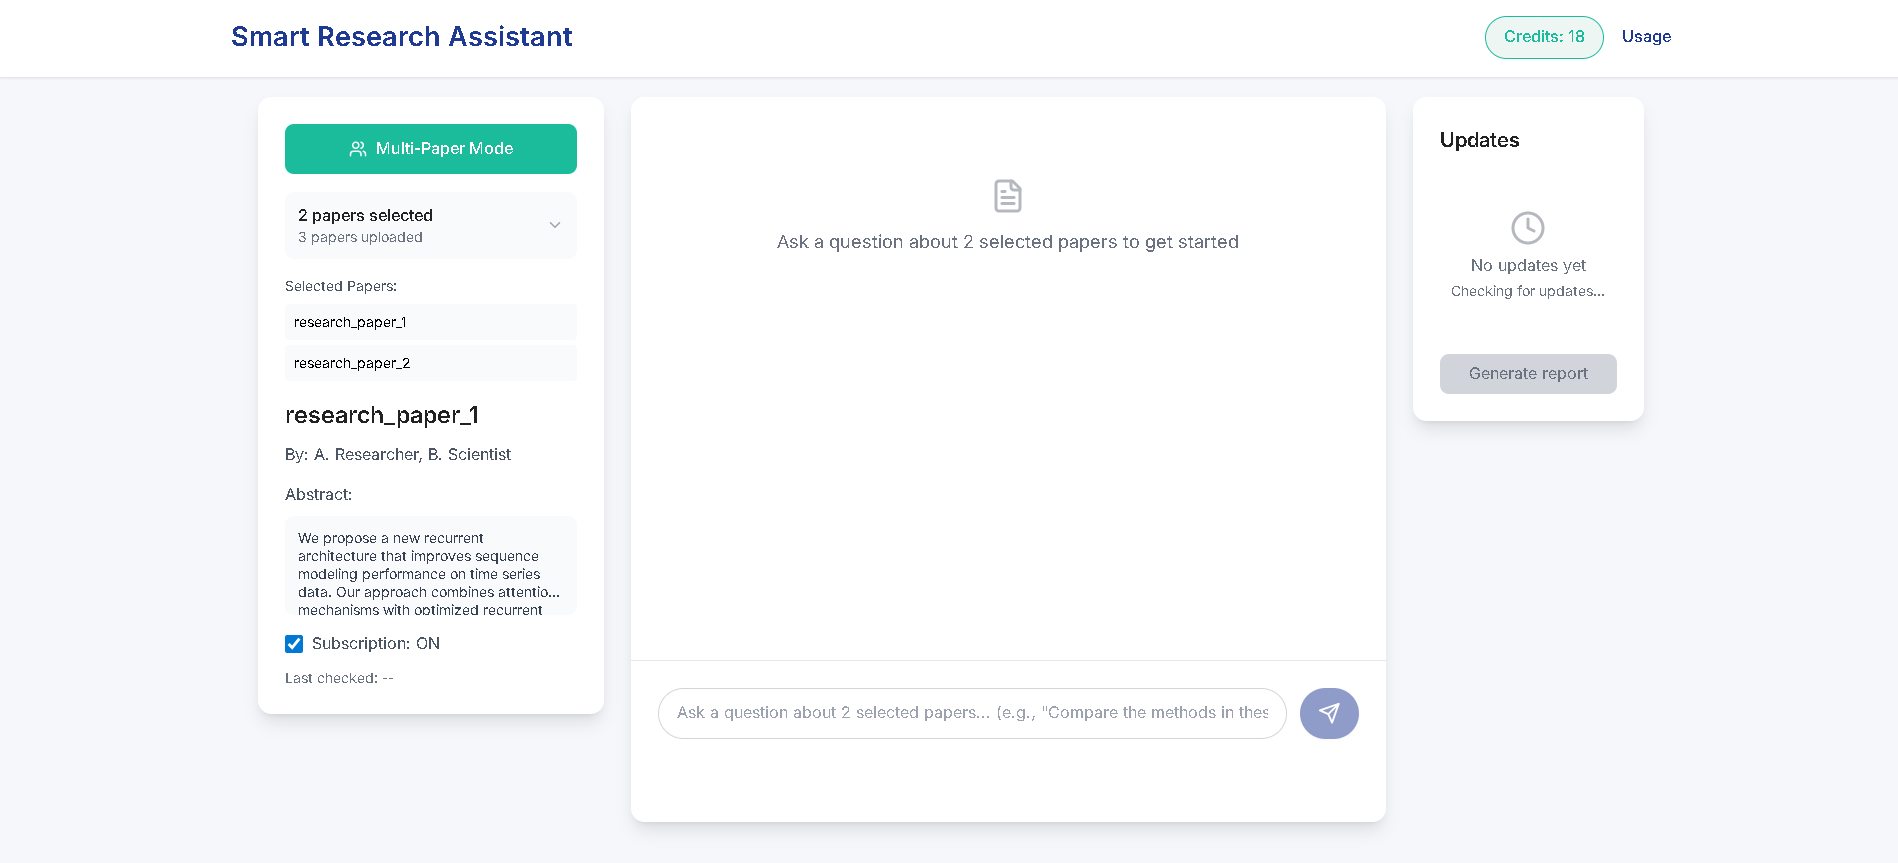 Smart Research Assistant
Credits: 18
Usage
Multi-Paper Mode
2 papers selected
3 papers uploaded
Selected Papers:
research_paper_1
research_paper_2
research_paper_1
By: A. Researcher, B. Scientist
Abstract:
We propose a new recurrent
architecture that improves sequence
modeling performance on time series
data. Our approach combines attentio...
mechanisms with optimized recurrent
Subscription: ON
Last checked: --
Ask a question about 2 selected papers to get started
Ask a question about 2 selected papers... (e.g., "Compare the methods in thes
Updates
No updates yet
Checking for updates...
Generate report